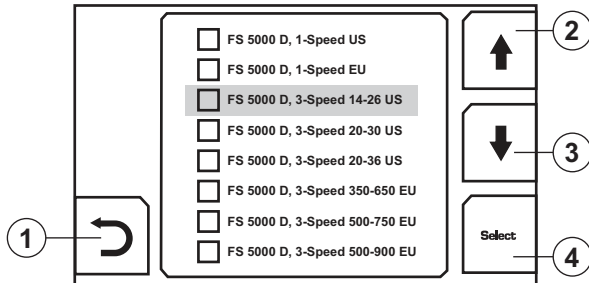 FS 5000 D, 1-Speed US
FS 5000 D, 1-Speed EU
FS 5000 D, 3-Speed 14-26 US
FS 5000 D, 3-Speed 20-30 US
FS 5000 D, 3-Speed 20-36 US
FS 5000 D, 3-Speed 350-650 EU
FS 5000 D, 3-Speed 500-750 EU
FS 5000 D, 3-Speed 500-900 EU
Select
1
2
3
4